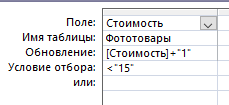 Поле: Стоимость
Имя таблицы: Фототовары
Обновление: [Стоимость]+"1"
Условие отбора: <"15"
или: